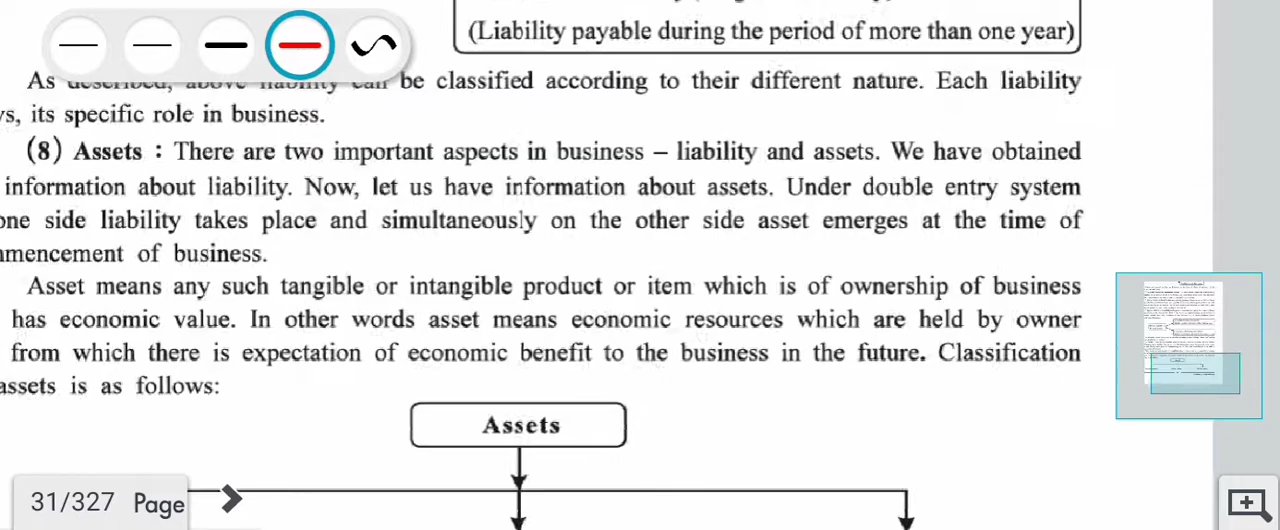 (Liability payable during the period of more than one year)
As described, above liability can be classified according to their different nature. Each liability
s, its specific role in business.
(8) Assets : There are two important aspects in business – liability and assets. We have obtained
information about liability. Now, let us have information about assets. Under double entry system
one side liability takes place and simultaneously on the other side asset emerges at the time of
mmencement of business.
Asset means any such tangible or intangible product or item which is of ownership of business
has economic value. In other words asset means economic resources which are held by owner
from which there is expectation of economic benefit to the business in the future. Classification
assets is as follows:
Assets
31/327 Page